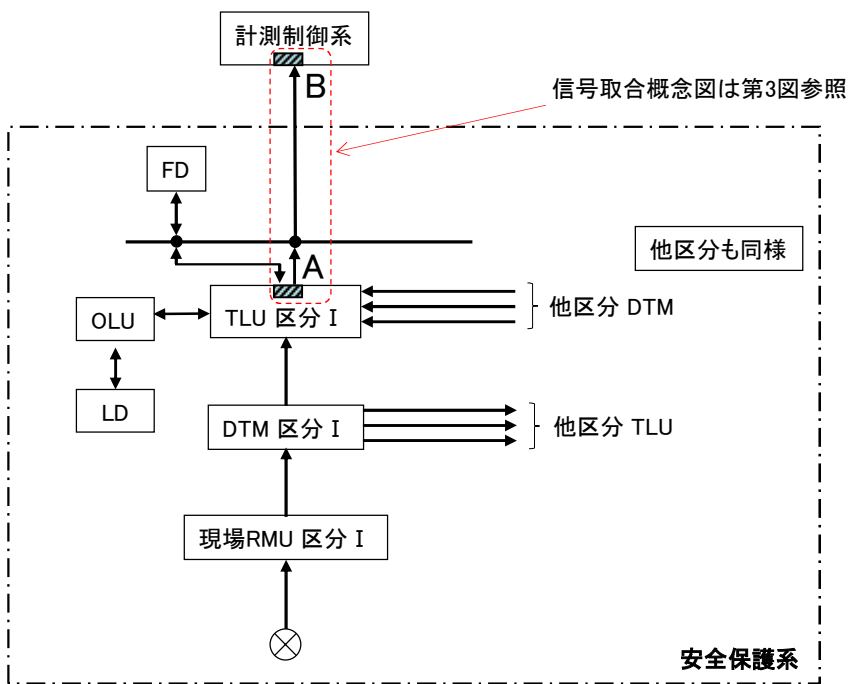 計測制御系
B
信号取合概念図は第3図参照
FD
他区分も同様
A
TLU 区分 I
他区分 DTM
OLU
LD
DTM 区分 I
他区分 TLU
現場RMU 区分 I
安全保護系